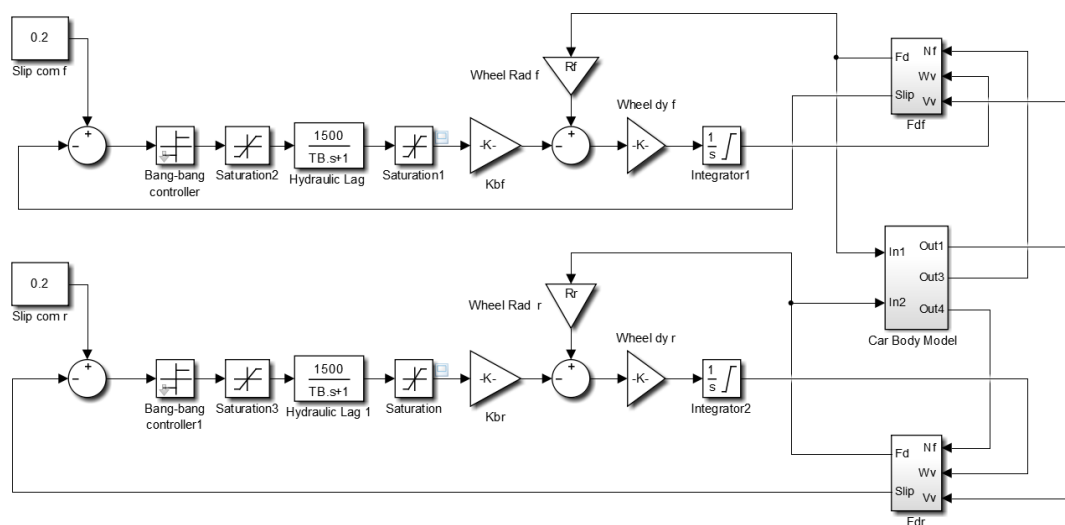 0.2
Slip com f
+
−
Bang-bang
controller
Saturation2
1500
TB.s+1
Hydraulic Lag
Saturation1
-K-
Kbf
Wheel Rad f
Rf
+
−
Wheel dy f
-K-
1
s
Integrator1
Fd
Slip
Nf
Wv
Vv
Fdf
In1
In2
Out1
Out3
Out4
Car Body Model
0.2
Slip com r
+
−
Bang-bang
controller1
Saturation3
1500
TB.s+1
Hydraulic Lag 1
Saturation
-K-
Kbr
Wheel Rad r
Rr
+
−
Wheel dy r
-K-
1
s
Integrator2
Fd
Slip
Nf
Wv
Vv
Fdr